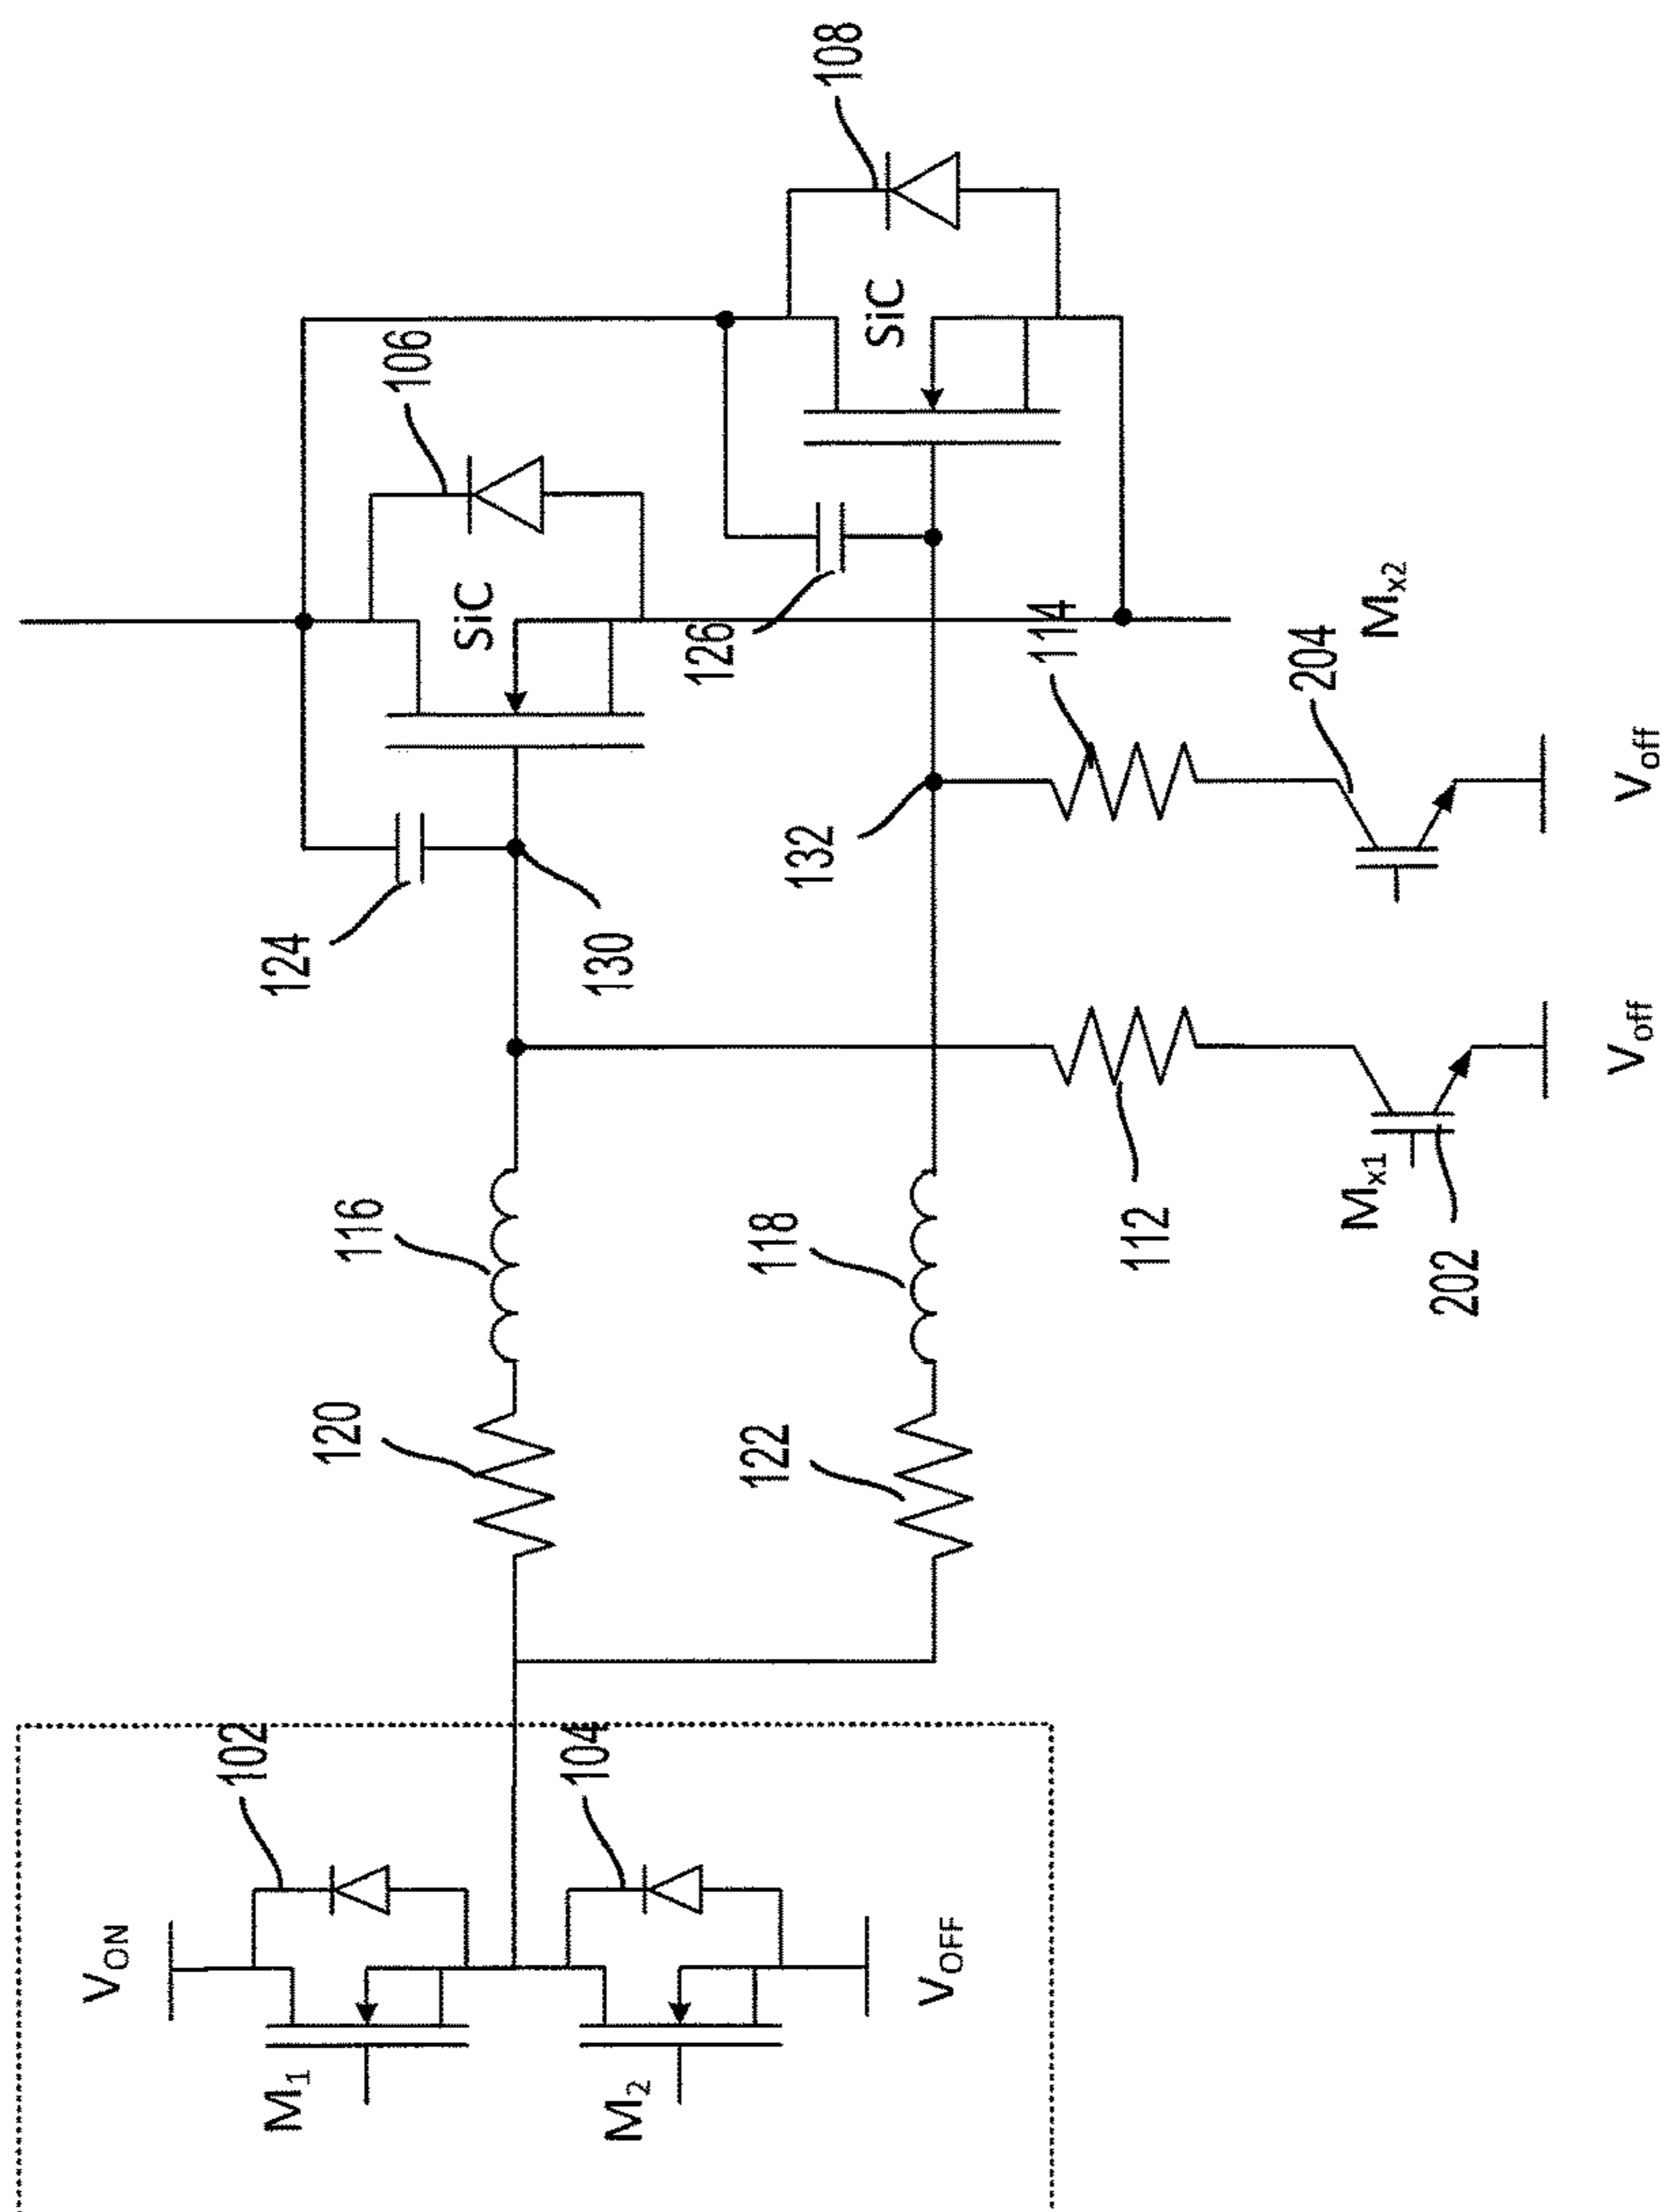 108
106
SiC
SiC
124
126
130
132
114
M<sub>x2</sub>
204
V<sub>off</sub>
116
118
112
M<sub>x1</sub>
202
V<sub>off</sub>
120
122
102
104
V<sub>ON</sub>
V<sub>OFF</sub>
M<sub>1</sub>
M<sub>2</sub>